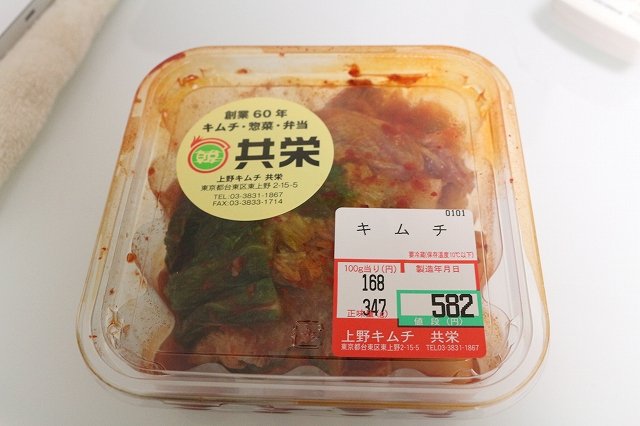 創業60年
キムチ・惣菜・弁当
共栄
上野キムチ 共栄
東京都台東区東上野 2-15-5
TEL:03-3831-1867
FAX:03-3833-1714
0101
キムチ
要冷蔵(保存温度10℃以下)
100g当り(円) 製造年月日
168
347 582
正味量(g) 値段(円)
上野キムチ 共栄
東京都台東区東上野2-15-5 TEL03-3831-1867